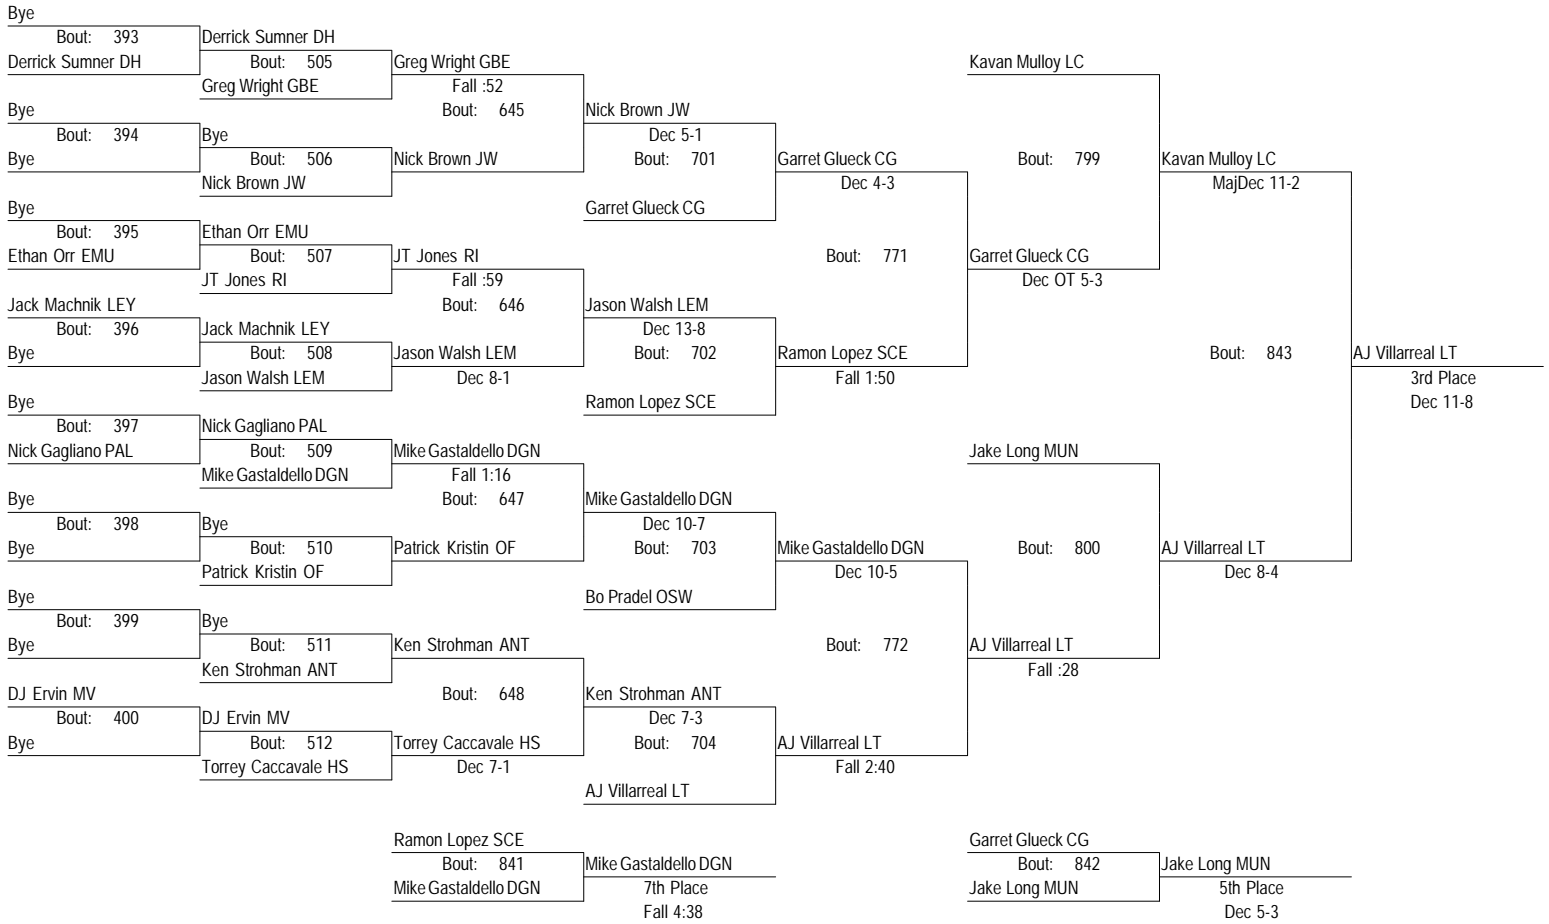 Bye
Bout: 393
Derrick Sumner DH
Derrick Sumner DH
Bout: 505
Greg Wright GBE
Greg Wright GBE
Fall :52
Bout: 645
Bye
Bout: 394
Bye
Bye
Bout: 506
Nick Brown JW
Nick Brown JW
Nick Brown JW
Dec 5-1
Bout: 701
Garret Glueck CG
Garret Glueck CG
Dec 4-3
Bout: 771
Bye
Bout: 395
Ethan Orr EMU
Ethan Orr EMU
Bout: 507
JT Jones RI
JT Jones RI
Fall :59
Bout: 646
Jack Machnik LEY
Bout: 396
Bye
Jack Machnik LEY
Bout: 508
Jason Walsh LEM
Jason Walsh LEM
Dec 8-1
Jason Walsh LEM
Dec 13-8
Bout: 702
Ramon Lopez SCE
Ramon Lopez SCE
Fall 1:50
Kavan Mulloy LC
Bout: 799
Garret Glueck CG
Dec OT 5-3
Kavan Mulloy LC
MajDec 11-2
Bout: 843
AJ Villarreal LT
3rd Place
Dec 11-8
Bye
Bout: 397
Nick Gagliano PAL
Nick Gagliano PAL
Bout: 509
Mike Gastaldello DGN
Mike Gastaldello DGN
Fall 1:16
Bout: 647
Bye
Bout: 398
Bye
Bye
Bout: 510
Patrick Kristin OF
Patrick Kristin OF
Mike Gastaldello DGN
Dec 10-7
Bout: 703
Bo Pradel OSW
Mike Gastaldello DGN
Dec 10-5
Bout: 772
Bye
Bout: 399
Bye
Bye
Bout: 511
Ken Strohman ANT
Ken Strohman ANT
Bout: 648
DJ Ervin MV
Bout: 400
Bye
DJ Ervin MV
Bout: 512
Torrey Caccavale HS
Torrey Caccavale HS
Dec 7-1
Ken Strohman ANT
Dec 7-3
Bout: 704
AJ Villarreal LT
AJ Villarreal LT
Fall 2:40
Jake Long MUN
Bout: 800
AJ Villarreal LT
Fall :28
AJ Villarreal LT
Dec 8-4
Ramon Lopez SCE
Bout: 841
Mike Gastaldello DGN
Mike Gastaldello DGN
7th Place
Fall 4:38
Garret Glueck CG
Bout: 842
Jake Long MUN
Jake Long MUN
5th Place
Dec 5-3